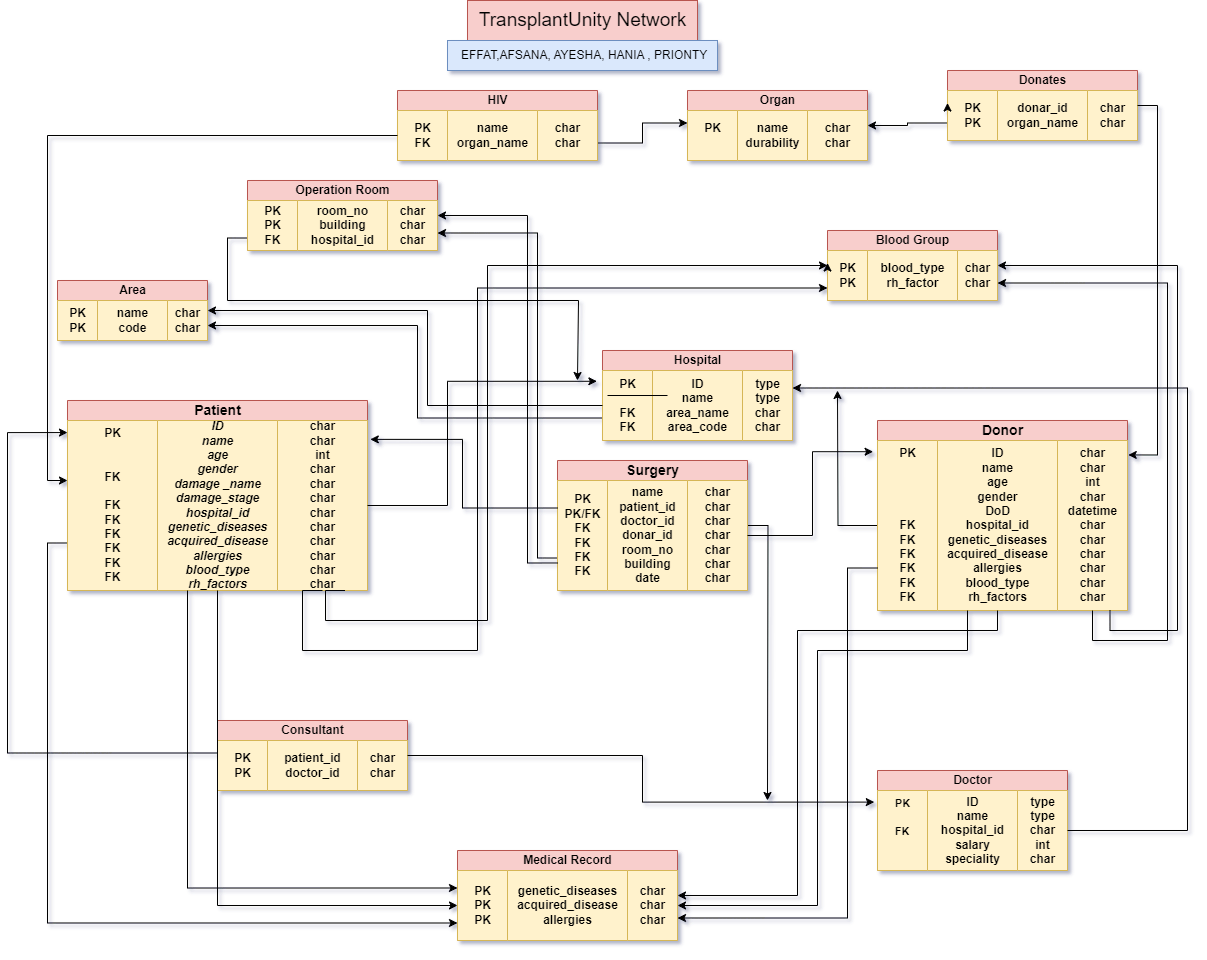 TransplantUnity Network
EFFAT,AFSANA, AYESHA, HANIA , PRIONTY
HIV
PK name char
FK organ_name char
Organ
PK name char
durability char
Donates
PK donar_id char
PK organ_name char
Operation Room
PK room_no char
PK building char
FK hospital_id char
Blood Group
PK blood_type char
PK rh_factor char
Area
PK name char
PK code char
Hospital
PK ID type
name type
FK area_name char
FK area_code char
Patient
PK
FK
FK
FK
FK
FK
FK
FK
ID char
name char
age int
gender char
damage _name char
damage_stage char
hospital_id char
genetic_diseases char
acquired_disease char
allergies char
blood_type char
rh_factors char
Surgery
PK
PK/FK
FK
FK
FK
FK
name char
patient_id char
doctor_id char
donar_id char
room_no char
building char
date char
Donor
PK ID char
name char
age int
gender char
DoD datetime
FK hospital_id char
FK genetic_diseases char
FK acquired_disease char
FK allergies char
FK blood_type char
FK rh_factors char
Consultant
PK patient_id char
PK doctor_id char
Doctor
PK ID type
name type
FK hospital_id char
salary int
speciality char
Medical Record
PK genetic_diseases char
PK acquired_disease char
PK allergies char